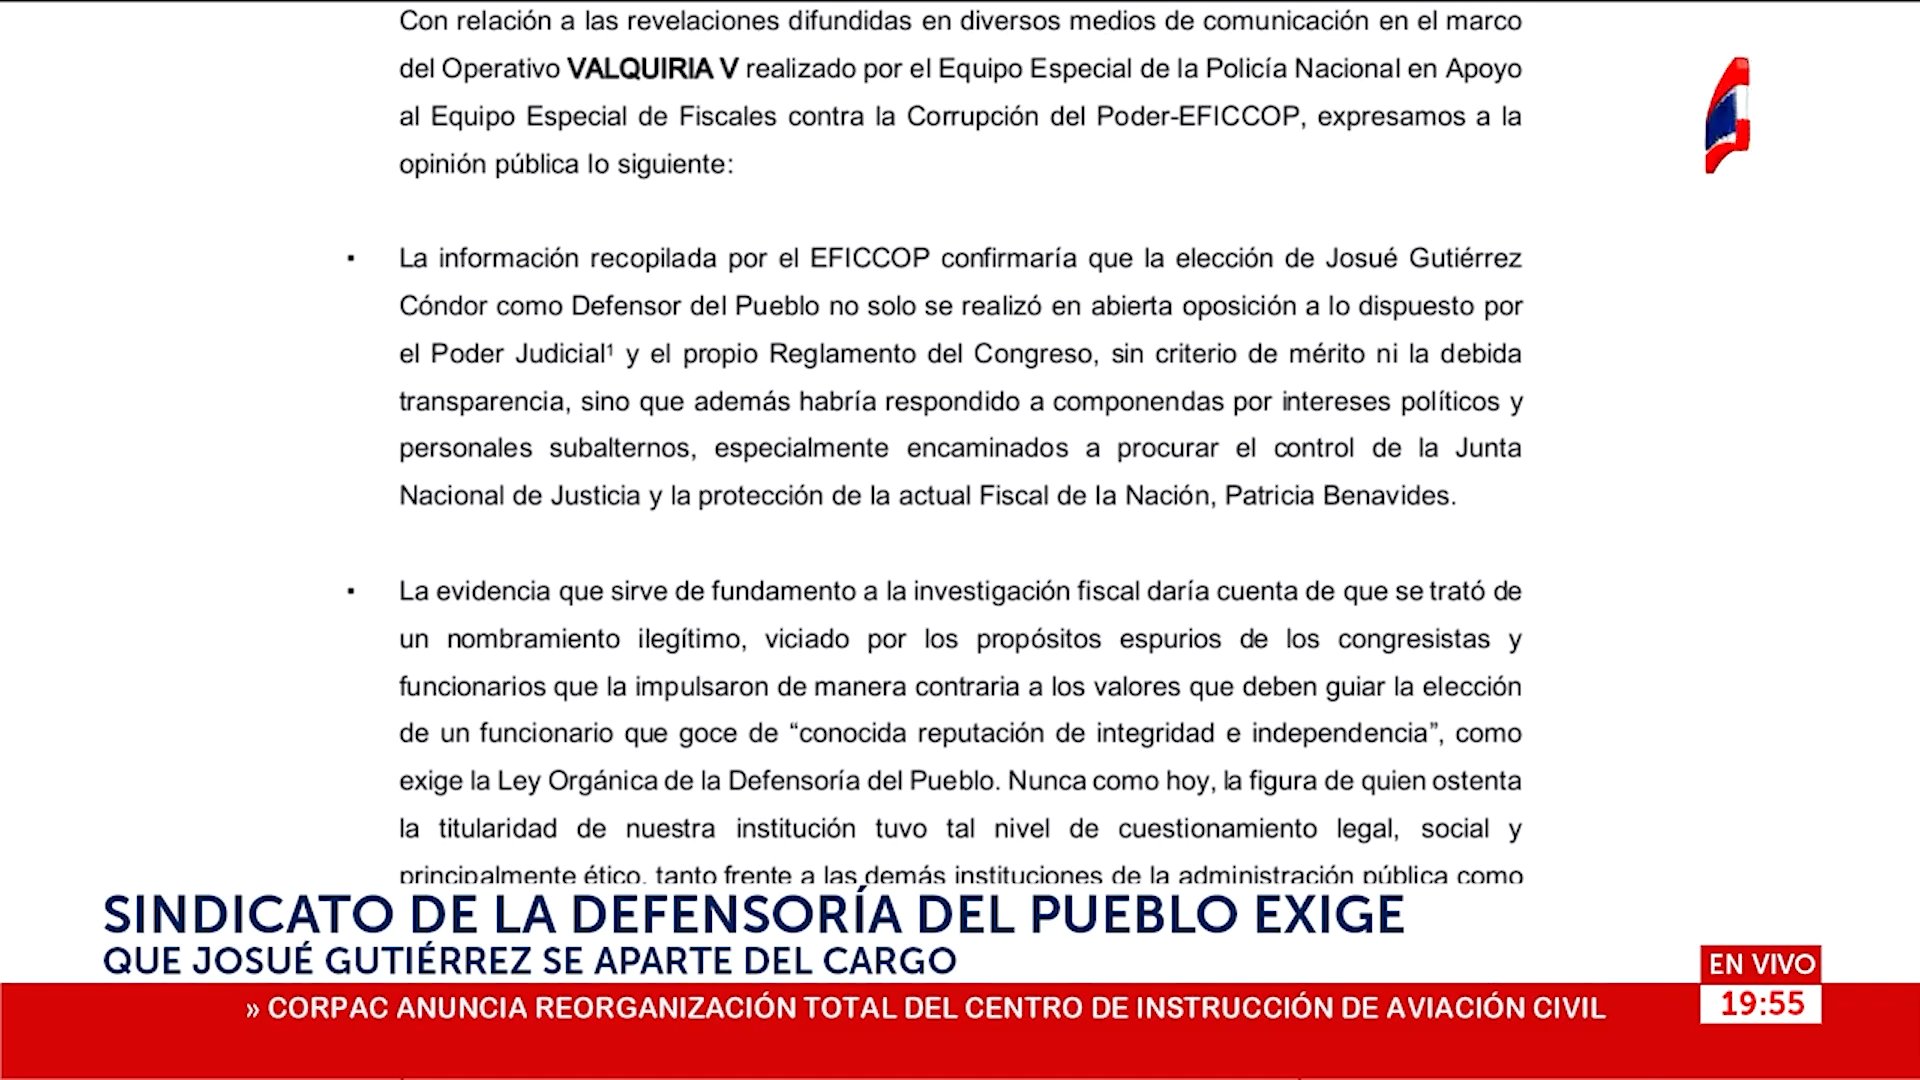 Con relación a las revelaciones difundidas en diversos medios de comunicación en el marco
del Operativo VALQUIRIA V realizado por el Equipo Especial de la Policía Nacional en Apoyo
al Equipo Especial de Fiscales contra la Corrupción del Poder-EFICCOP, expresamos a la
opinión pública lo siguiente:
▪ La información recopilada por el EFICCOP confirmaría que la elección de Josué Gutiérrez
Cóndor como Defensor del Pueblo no solo se realizó en abierta oposición a lo dispuesto por
el Poder Judicial¹ y el propio Reglamento del Congreso, sin criterio de mérito ni la debida
transparencia, sino que además habría respondido a componendas por intereses políticos y
personales subalternos, especialmente encaminados a procurar el control de la Junta
Nacional de Justicia y la protección de la actual Fiscal de la Nación, Patricia Benavides.
▪ La evidencia que sirve de fundamento a la investigación fiscal daría cuenta de que se trató de
un nombramiento ilegítimo, viciado por los propósitos espurios de los congresistas y
funcionarios que la impulsaron de manera contraria a los valores que deben guiar la elección
de un funcionario que goce de “conocida reputación de integridad e independencia”, como
exige la Ley Orgánica de la Defensoría del Pueblo. Nunca como hoy, la figura de quien ostenta
la titularidad de nuestra institución tuvo tal nivel de cuestionamiento legal, social y
principalmente ético, tanto frente a las demás instituciones de la administración pública como
SINDICATO DE LA DEFENSORÍA DEL PUEBLO EXIGE
QUE JOSUÉ GUTIÉRREZ SE APARTE DEL CARGO
EN VIVO
19:55
» CORPAC ANUNCIA REORGANIZACIÓN TOTAL DEL CENTRO DE INSTRUCCIÓN DE AVIACIÓN CIVIL